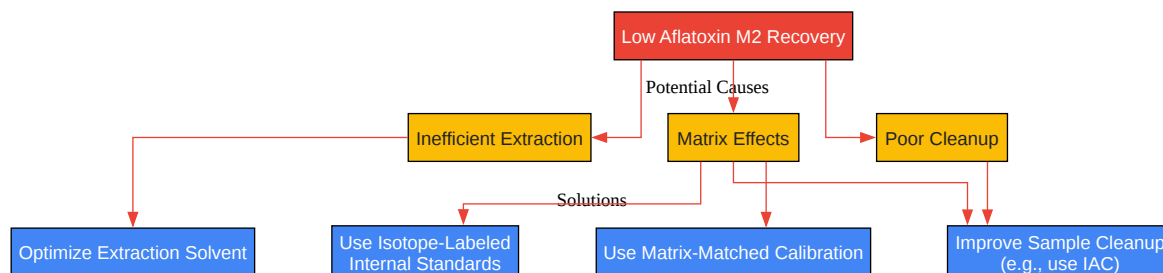 Low Aflatoxin M2 Recovery
Potential Causes
Inefficient Extraction
Matrix Effects
Poor Cleanup
Solutions
Optimize Extraction Solvent
Use Isotope-Labeled
Internal Standards
Use Matrix-Matched Calibration
Improve Sample Cleanup
(e.g., use IAC)